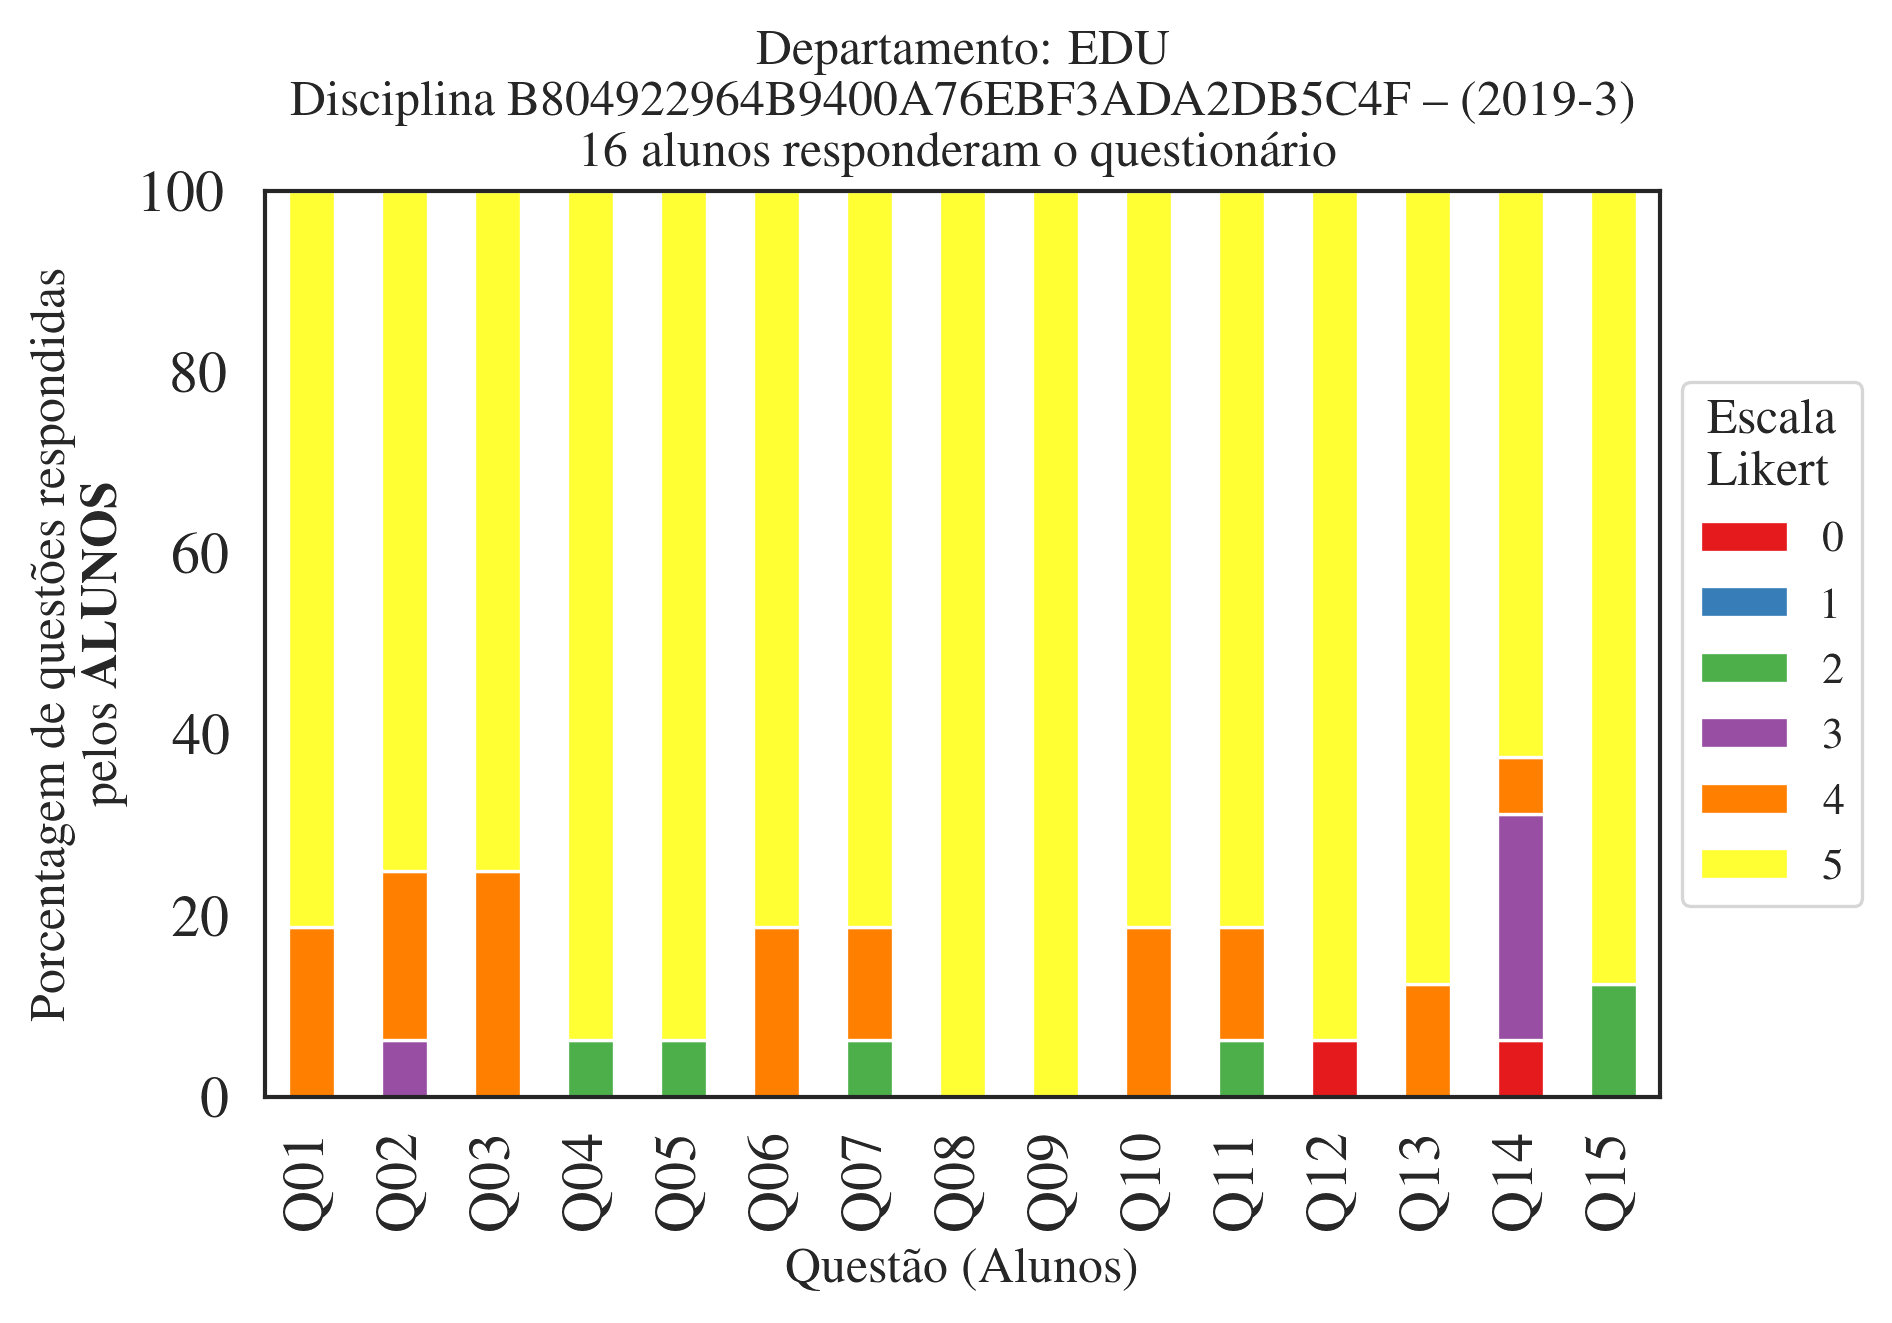 Departamento: EDU
Disciplina B804922964B9400A76EBF3ADA2DB5C4F – (2019-3)
16 alunos responderam o questionário
Porcentagem de questões respondidas
pelos ALUNOS
100
80
60
40
20
0
Q01
Q02
Q03
Q04
Q05
Q06
Q07
Q08
Q09
Q10
Q11
Q12
Q13
Q14
Q15
Questão (Alunos)
Escala
Likert
0
1
2
3
4
5